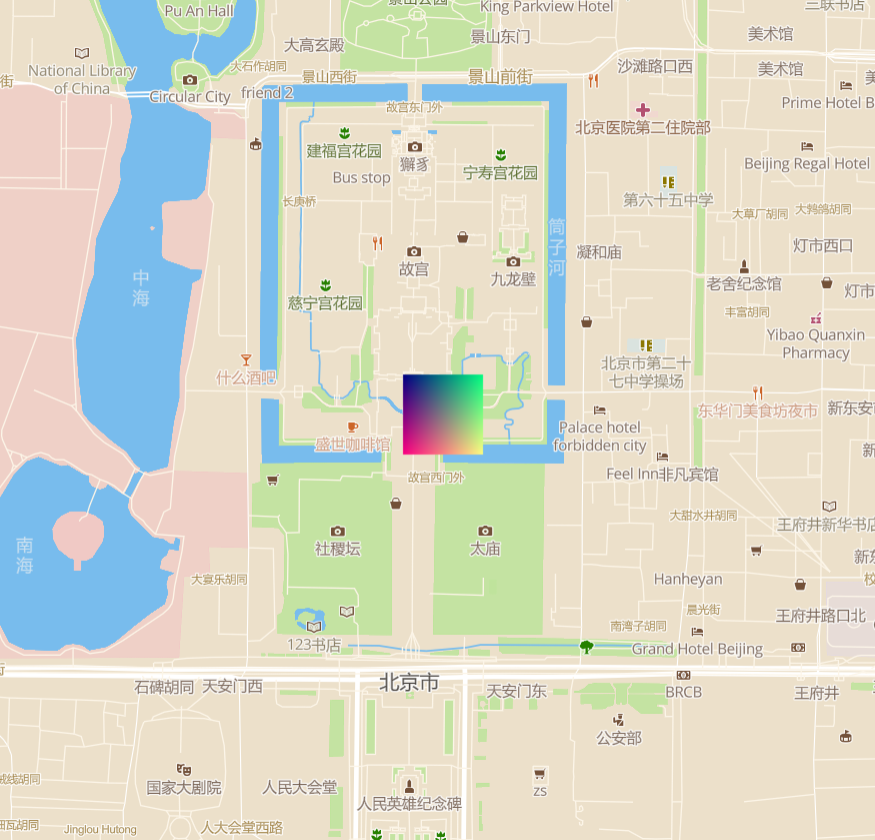 Pu An Hall
景山公园
King Parkview Hotel
三联书店
大高玄殿
景山东门
美术馆
National Library
of China
大石作胡同
沙滩路口西
美术馆
街
景山西街
景山前街
Circular City
friend 2
故宫东门外
Prime Hotel B
北京医院第二住院部
建福宫花园
獬豸
宁寿宫花园
Beijing Regal Hotel
Bus stop
长庚桥
第六十五中学
大草厂胡同
大鹁鸽胡同
筒
子
河
凝和庙
灯市西口
中
海
故宫
九龙壁
老舍纪念馆
灯市
慈宁宫花园
丰富胡同
Yibao Quanxin
Pharmacy
北京市第二十
七中学操场
什么酒吧
东华门美食坊夜市
新东安
盛世咖啡馆
Palace hotel
forbidden city
Feel Inn非凡宾馆
新
故宫西门外
大甜水井胡同
王府井新华书店
南
海
社稷坛
太庙
新东
大宴乐胡同
Hanheyan
校
晨光街
王府井路口北
南湾子胡同
123书店
Grand Hotel Beijing
街
石碑胡同
天安门西
北京市
天安门东
BRCB
王府井
公安部
绒线胡同
国家大剧院
人民大会堂
人民英雄纪念碑
zs
细瓦胡同
Jinglou Hutong
人大会堂西路